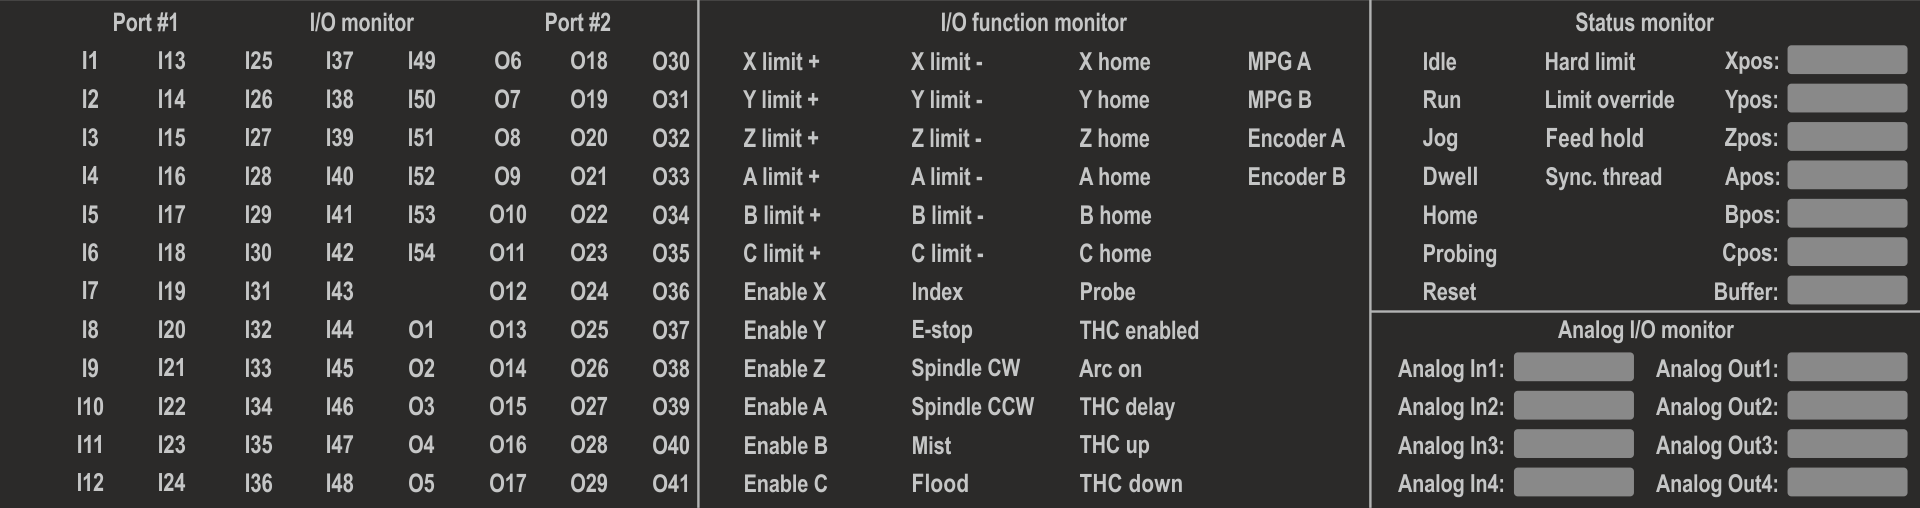 Port #1 I/O monitor Port #2
I1 I13 I25 I37 I49 O6 O18 O30
I2 I14 I26 I38 I50 O7 O19 O31
I3 I15 I27 I39 I51 O8 O20 O32
I4 I16 I28 I40 I52 O9 O21 O33
I5 I17 I29 I41 I53 O10 O22 O34
I6 I18 I30 I42 I54 O11 O23 O35
I7 I19 I31 I43 O12 O24 O36
I8 I20 I32 I44 O1 O13 O25 O37
I9 I21 I33 I45 O2 O14 O26 O38
I10 I22 I34 I46 O3 O15 O27 O39
I11 I23 I35 I47 O4 O16 O28 O40
I12 I24 I36 I48 O5 O17 O29 O41
I/O function monitor
X limit + X limit - X home MPG A
Y limit + Y limit - Y home MPG B
Z limit + Z limit - Z home Encoder A
A limit + A limit - A home Encoder B
B limit + B limit - B home
C limit + C limit - C home
Enable X Index Probe
Enable Y E-stop THC enabled
Enable Z Spindle CW Arc on
Enable A Spindle CCW THC delay
Enable B Mist THC up
Enable C Flood THC down
Status monitor
Idle Hard limit Xpos:
Run Limit override Ypos:
Jog Feed hold Zpos:
Dwell Sync. thread Apos:
Home Bpos:
Probing Cpos:
Reset Buffer:
Analog I/O monitor
Analog In1: Analog Out1:
Analog In2: Analog Out2:
Analog In3: Analog Out3:
Analog In4: Analog Out4: